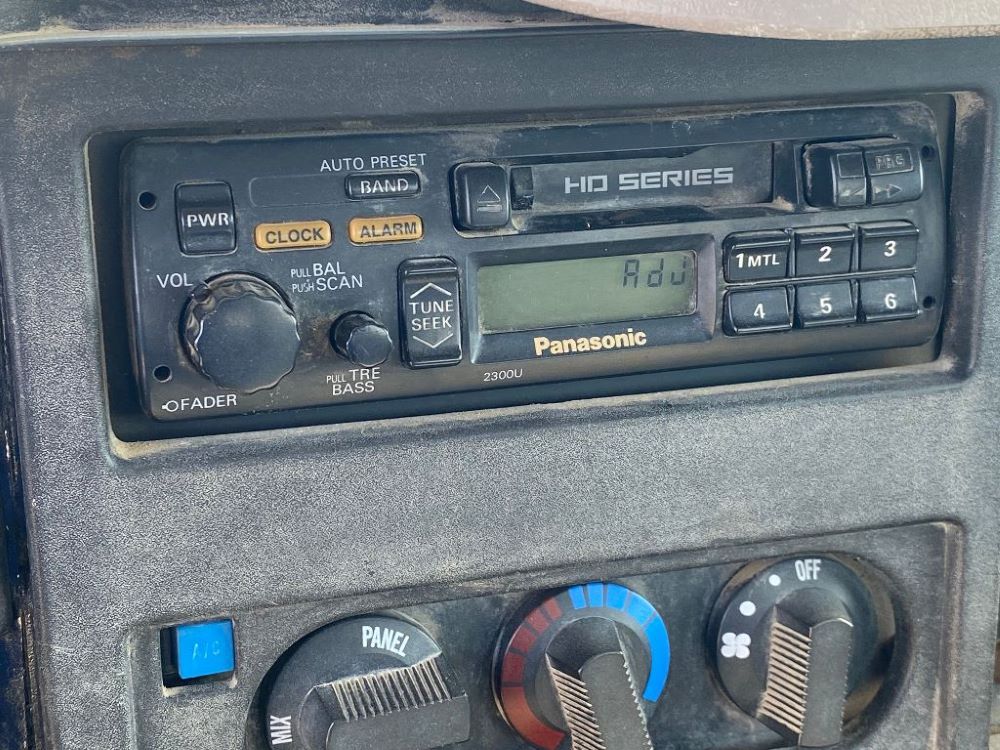 AUTO PRESET
BAND
PWR
CLOCK
ALARM
HD SERIES
PRG
VOL
PULL BAL
PUSH SCAN
TUNE
SEEK
Adj
1 MTL
2
3
4
5
6
Panasonic
PULL TRE
BASS
2300U
FADER
A/C
PANEL
MIX
OFF